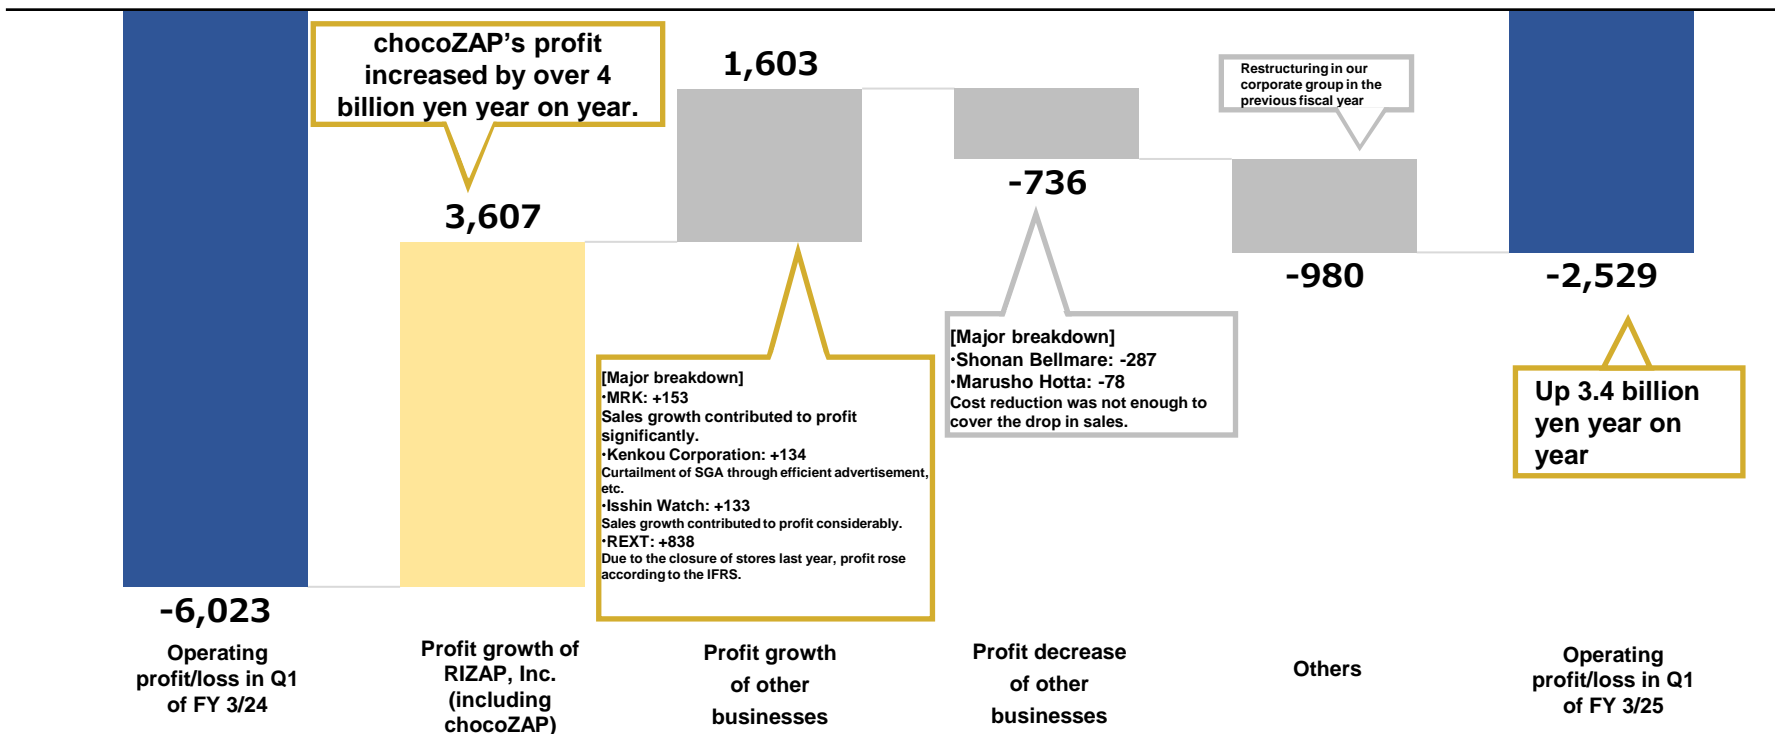 chocoZAP’s profit
increased by over 4
billion yen year on year.
1,603
Restructuring in our
corporate group in the
previous fiscal year
3,607
-736
-980
-2,529
[Major breakdown]
・MRK: +153
Sales growth contributed to profit
significantly.
・Kenkou Corporation: +134
Curtailment of SGA through efficient advertisement,
etc.
・Isshin Watch: +133
Sales growth contributed to profit considerably.
・REXT: +838
Due to the closure of stores last year, profit rose
according to the IFRS.
[Major breakdown]
・Shonan Bellmare: -287
・Marusho Hotta: -78
Cost reduction was not enough to
cover the drop in sales.
Up 3.4 billion
yen year on
year
-6,023
Operating
profit/loss in Q1
of FY 3/24
Profit growth of
RIZAP, Inc.
(including
chocoZAP)
Profit growth
of other
businesses
Profit decrease
of other
businesses
Others
Operating
profit/loss in Q1
of FY 3/25